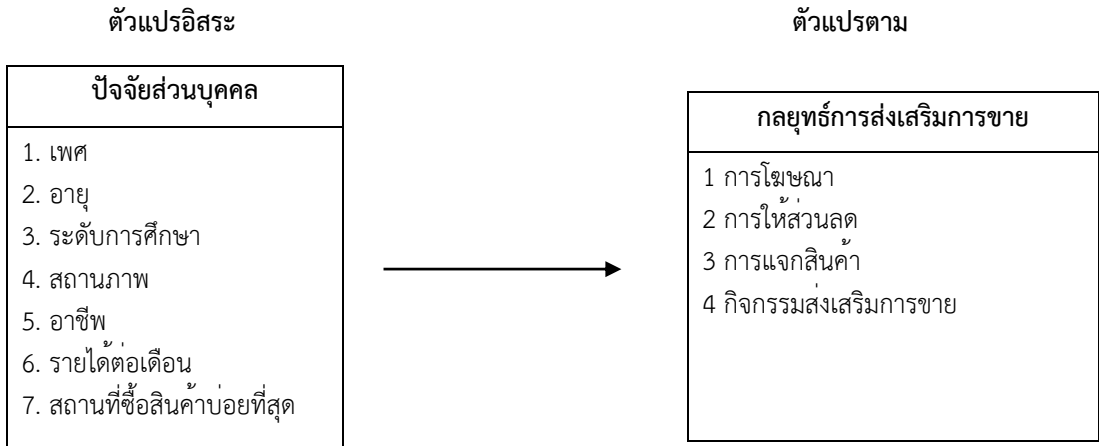 ตัวแปรอิสระ
ตัวแปรตาม
ปัจจัยส่วนบุคคล
1. เพศ
2. อายุ
3. ระดับการศึกษา
4. สถานภาพ
5. อาชีพ
6. รายได้ต่อเดือน
7. สถานที่ซื้อสินค้าบ่อยที่สุด
กลยุทธ์การส่งเสริมการขาย
1 การโฆษณา
2 การให้ส่วนลด
3 การแจกสินค้า
4 กิจกรรมส่งเสริมการขาย